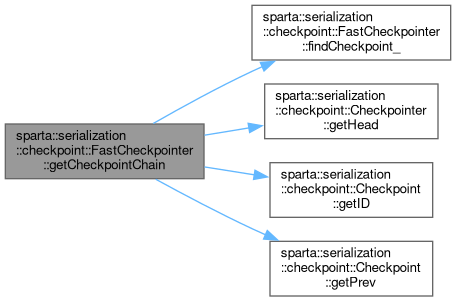 sparta::serialization
::checkpoint::FastCheckpointer
::findCheckpoint_
sparta::serialization
::checkpoint::Checkpointer
::getHead
sparta::serialization
::checkpoint::FastCheckpointer
::getCheckpointChain
sparta::serialization
::checkpoint::Checkpoint
::getID
sparta::serialization
::checkpoint::Checkpoint
::getPrev